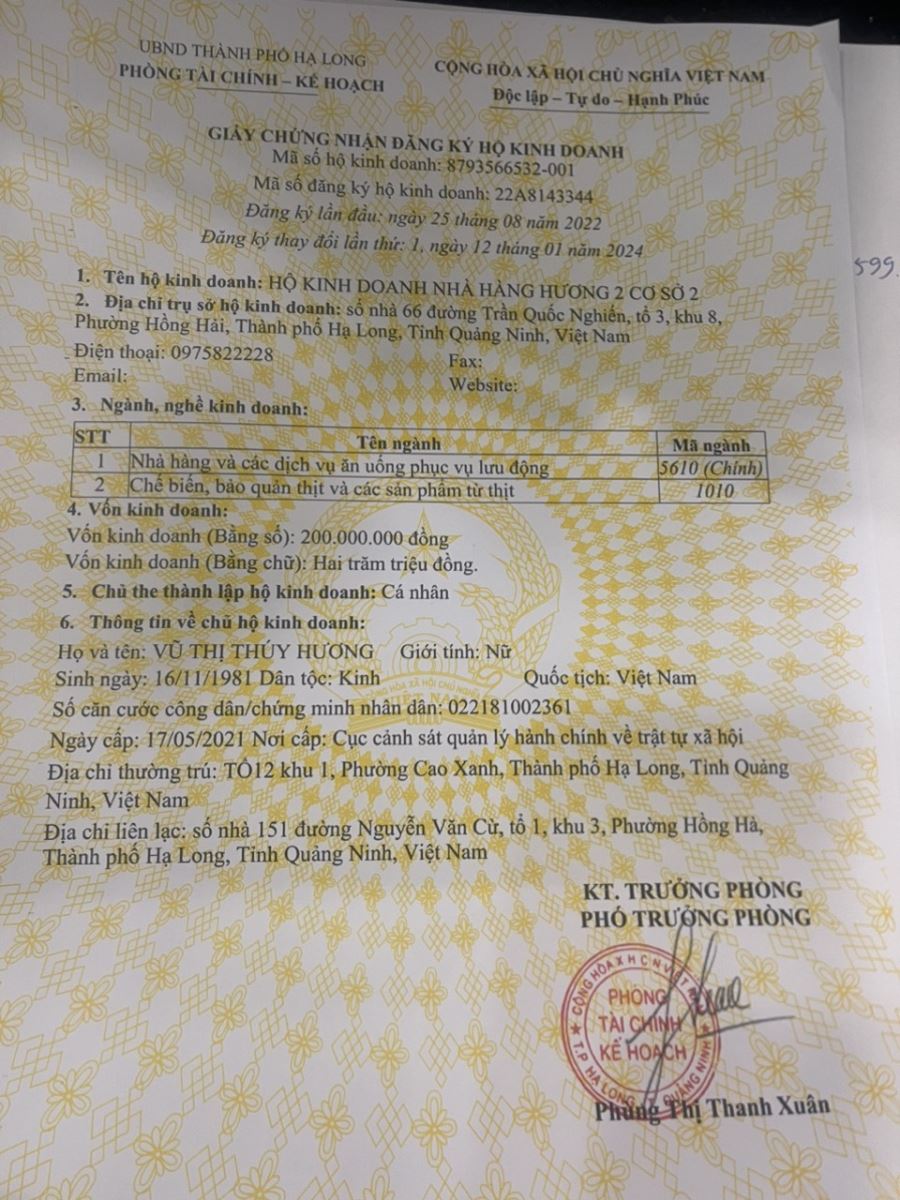 UBND THÀNH PHỐ HẠ LONG
PHÒNG TÀI CHÍNH – KẾ HOẠCH
CỘNG HÒA XÃ HỘI CHỦ NGHĨA VIỆT NAM
Độc lập – Tự do – Hạnh Phúc
GIẤY CHỨNG NHẬN ĐĂNG KÝ HỘ KINH DOANH
Mã số hộ kinh doanh: 8793566532-001
Mã số đăng ký hộ kinh doanh: 22A8143344
Đăng ký lần đầu: ngày 25 tháng 08 năm 2022
Đăng ký thay đổi lần thứ: 1, ngày 12 tháng 01 năm 2024
599.
1. Tên hộ kinh doanh: HỘ KINH DOANH NHÀ HÀNG HƯƠNG 2 CƠ SỞ 2
2. Địa chỉ trụ sở hộ kinh doanh: số nhà 66 đường Trần Quốc Nghiễn, tổ 3, khu 8,
Phường Hồng Hải, Thành phố Hạ Long, Tỉnh Quảng Ninh, Việt Nam
Điện thoại: 0975822228 Fax:
Email: Website:
3. Ngành, nghề kinh doanh:
STT Tên ngành Mã ngành
1 Nhà hàng và các dịch vụ ăn uống phục vụ lưu động 5610 (Chính)
2 Chế biến, bảo quản thịt và các sản phẩm từ thịt 1010
4. Vốn kinh doanh:
Vốn kinh doanh (Bằng số): 200.000.000 đồng
Vốn kinh doanh (Bằng chữ): Hai trăm triệu đồng.
5. Chủ the thành lập hộ kinh doanh: Cá nhân
6. Thông tin về chủ hộ kinh doanh:
Họ và tên: VŨ THỊ THÚY HƯƠNG Giới tính: Nữ
Sinh ngày: 16/11/1981 Dân tộc: Kinh Quốc tịch: Việt Nam
Số căn cước công dân/chứng minh nhân dân: 022181002361
Ngày cấp: 17/05/2021 Nơi cấp: Cục cảnh sát quản lý hành chính về trật tự xã hội
Địa chỉ thường trú: TỔ12 khu 1, Phường Cao Xanh, Thành phố Hạ Long, Tỉnh Quảng
Ninh, Việt Nam
Địa chỉ liên lạc: số nhà 151 đường Nguyễn Văn Cừ, tổ 1, khu 3, Phường Hồng Hà,
Thành phố Hạ Long, Tỉnh Quảng Ninh, Việt Nam
KT. TRƯỞNG PHÒNG
PHÓ TRƯỞNG PHÒNG
CỘNG HÒA X H C N VIỆT
PHÒNG
TÀI CHÍNH
KẾ HOẠCH
T.P HẠ LONG QUẢNG NINH
Phùng Thị Thanh Xuân